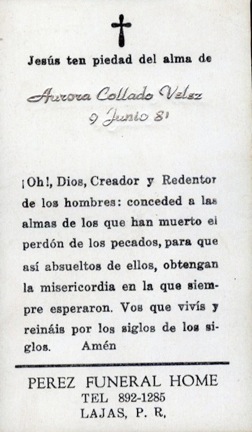 Jesús ten piedad del alma de
Aurora Collado Velez
9 Junio 81
¡Oh!, Dios, Creador y Redentor
de los hombres: conceded a las
almas de los que han muerto el
perdón de los pecados, para que
así absueltos de ellos, obtengan
la misericordia en la que siem-
pre esperaron. Vos que vivís y
reináis por los siglos de los si-
glos. Amén
PEREZ FUNERAL HOME
TEL 892-1285
LAJAS, P. R.